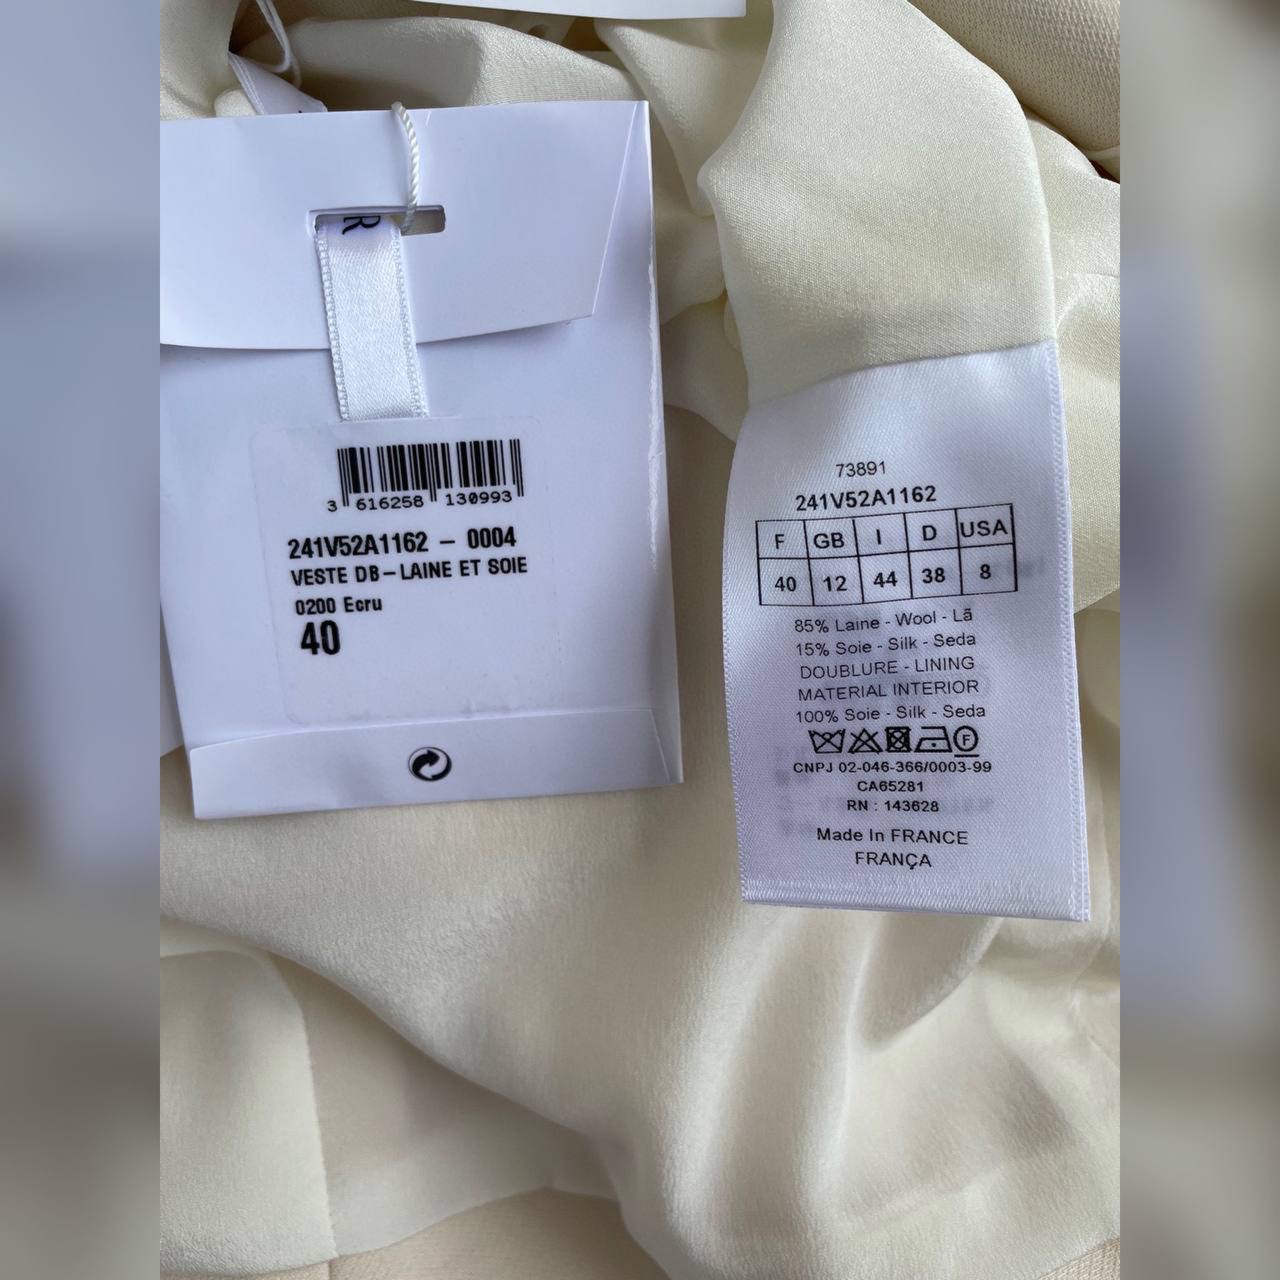 R
3 616258 130993
241V52A1162 - 0004
VESTE DB-LAINE ET SOIE
0200 Ecru
40
73891
241V52A1162
F GB I D USA
40 12 44 38 8
85% Laine - Wool - Lã
15% Soie - Silk - Seda
DOUBLURE - LINING
MATERIAL INTERIOR
100% Soie - Silk - Seda
F
CNPJ 02-046-366/0003-99
CA65281
RN : 143628
Made In FRANCE
FRANÇA